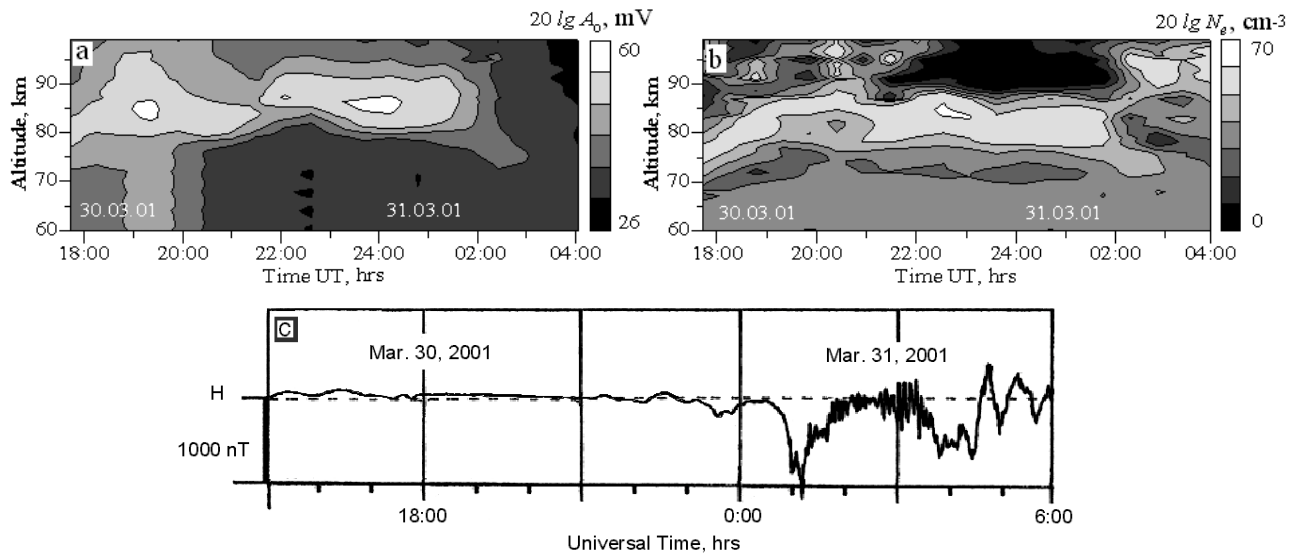 20 lg Ao, mV
a
60
26
90
80
70
60
Altitude, km
30.03.01
31.03.01
18:00 20:00 22:00 24:00 02:00 04:00
Time UT, hrs
20 lg Ne, cm-3
b
70
0
90
80
70
60
Altitude, km
30.03.01
31.03.01
18:00 20:00 22:00 24:00 02:00 04:00
Time UT, hrs
C
Mar. 30, 2001
Mar. 31, 2001
H
1000 nT
18:00 0:00 6:00
Universal Time, hrs